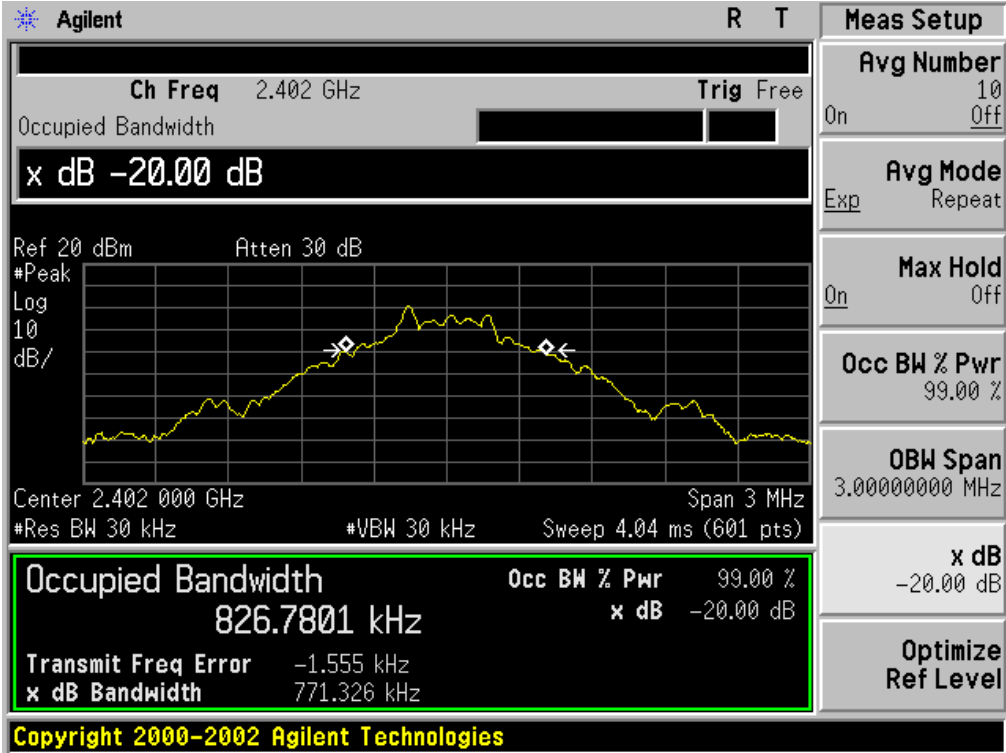 Agilent R T
Ch Freq 2.402 GHz Trig Free
Occupied Bandwidth
x dB -20.00 dB
Ref 20 dBm Atten 30 dB
#Peak
Log
10
dB/
Center 2.402 000 GHz Span 3 MHz
#Res BW 30 kHz #VBW 30 kHz Sweep 4.04 ms (601 pts)
Occupied Bandwidth Occ BW % Pwr 99.00 %
826.7801 kHz x dB -20.00 dB
Transmit Freq Error -1.555 kHz
x dB Bandwidth 771.326 kHz
Copyright 2000-2002 Agilent Technologies
Meas Setup
Avg Number
10
On Off
Avg Mode
Exp Repeat
Max Hold
On Off
Occ BW % Pwr
99.00 %
OBW Span
3.00000000 MHz
x dB
-20.00 dB
Optimize
Ref Level